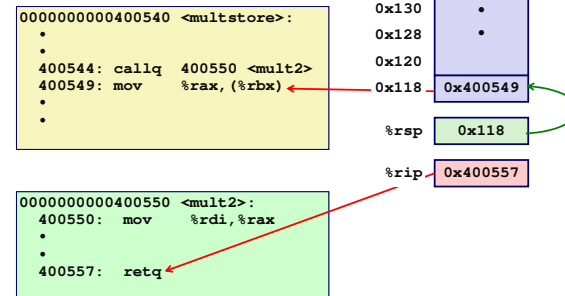 0000000000400540 <multstore>:
•
•
400544: callq 400550 <mult2>
400549: mov %rax,(%rbx)
•
•
0x130 •
0x128 •
0x120
0x118 0x400549
%rsp 0x118
%rip 0x400557
0000000000400550 <mult2>:
400550: mov %rdi,%rax
•
•
400557: retq